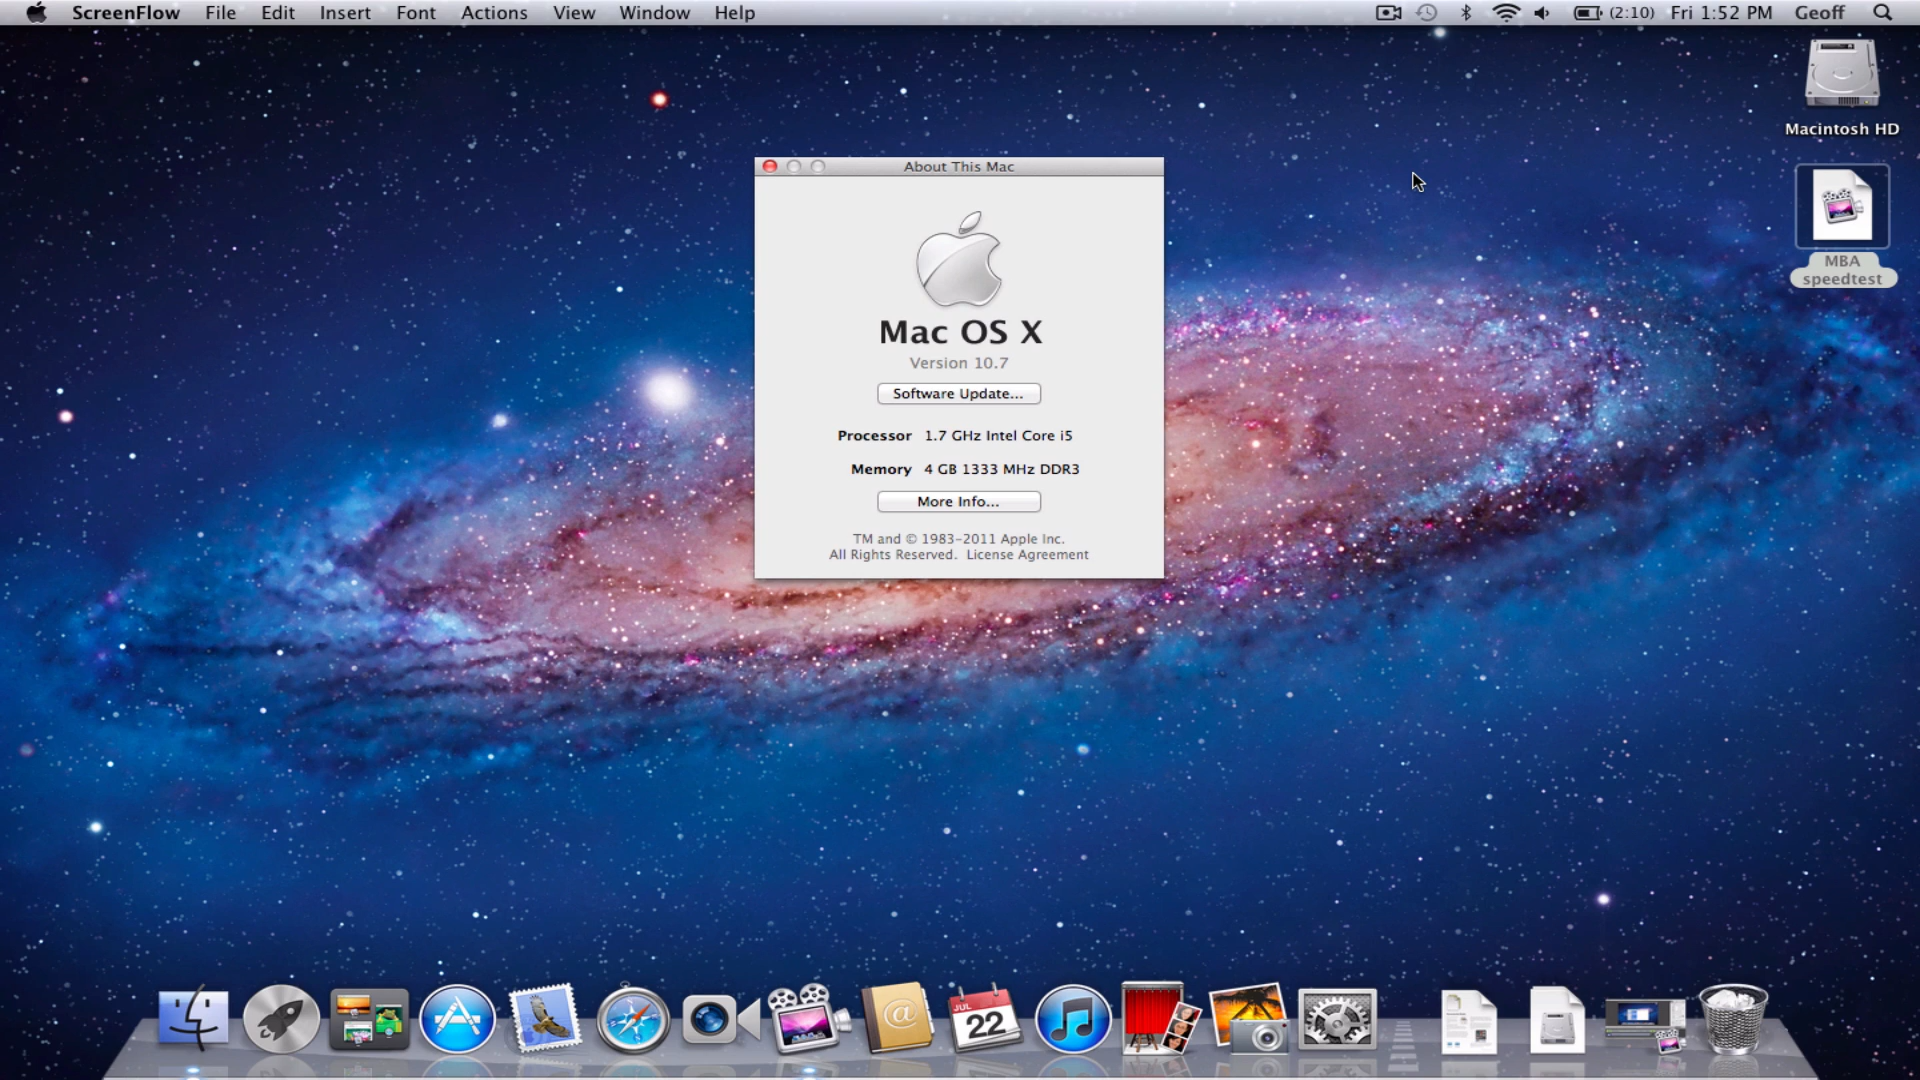 ScreenFlow File Edit Insert Font Actions View Window Help (2:10) Fri 1:52 PM Geoff
Macintosh HD
MBA
speedtest
About This Mac
Mac OS X
Version 10.7
Software Update...
Processor 1.7 GHz Intel Core i5
Memory 4 GB 1333 MHz DDR3
More Info...
TM and © 1983-2011 Apple Inc.
All Rights Reserved. License Agreement
@
JUL
22